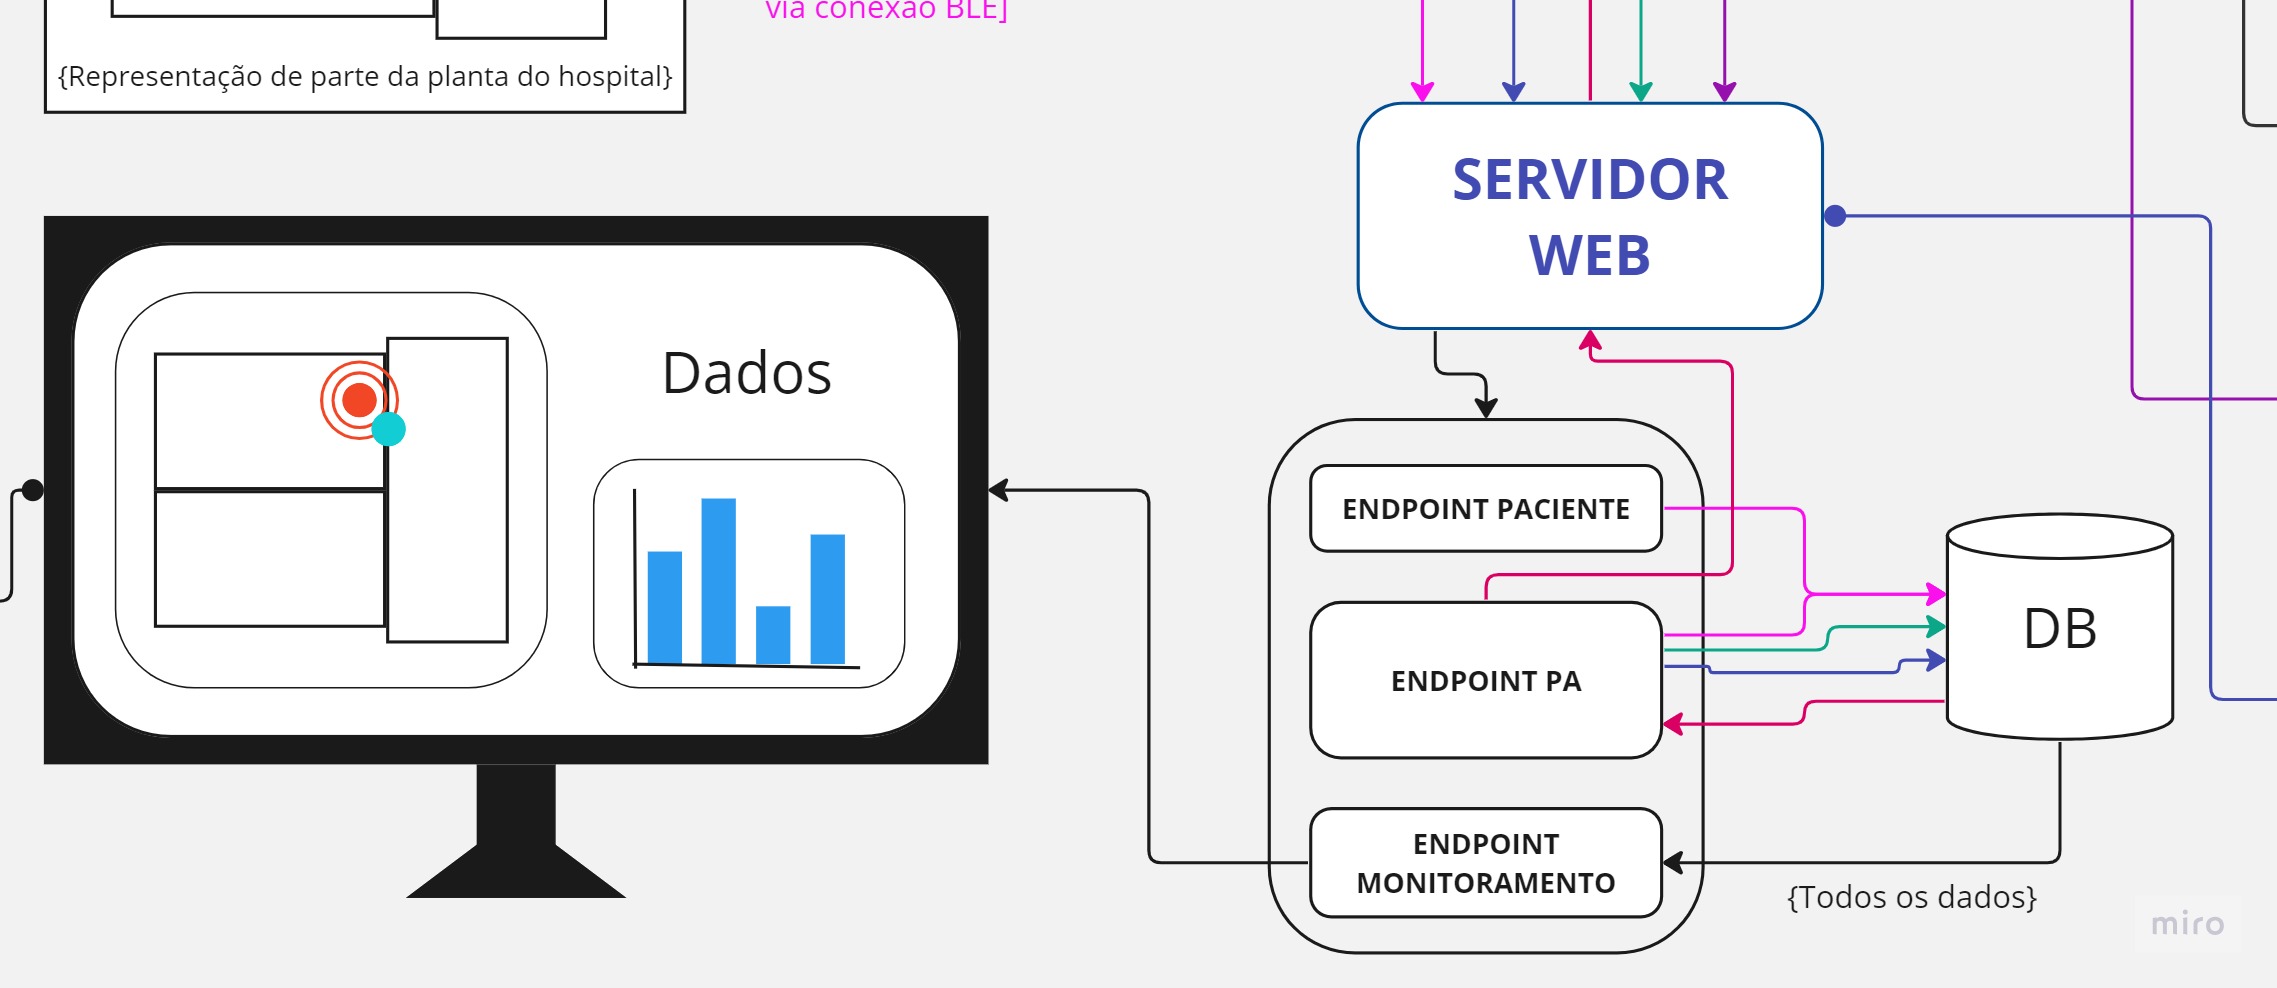 via conexão BLE]
{Representação de parte da planta do hospital}
SERVIDOR
WEB
Dados
ENDPOINT PACIENTE
ENDPOINT PA
ENDPOINT
MONITORAMENTO
DB
{Todos os dados}
miro